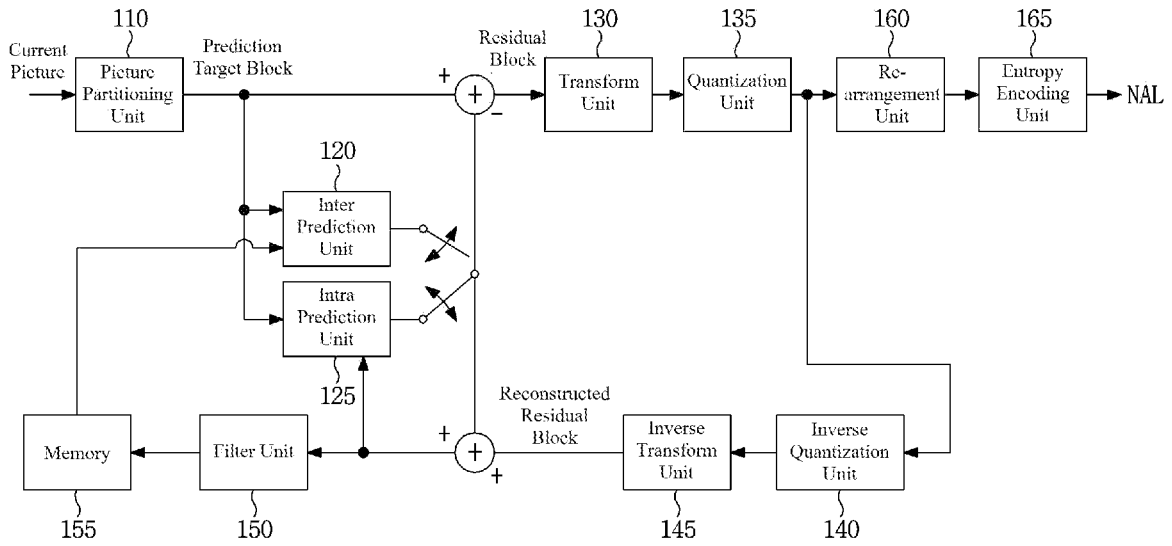 110
130
135
160
165
Current
Picture
Picture
Partitioning
Unit
Prediction
Target Block
+
+
−
Residual
Block
Transform
Unit
Quantization
Unit
Re-
arrangement
Unit
Entropy
Encoding
Unit
NAL
120
Inter
Prediction
Unit
Intra
Prediction
Unit
125
Memory
155
Filter Unit
150
+
+
+
Reconstructed
Residual
Block
Inverse
Transform
Unit
145
Inverse
Quantization
Unit
140